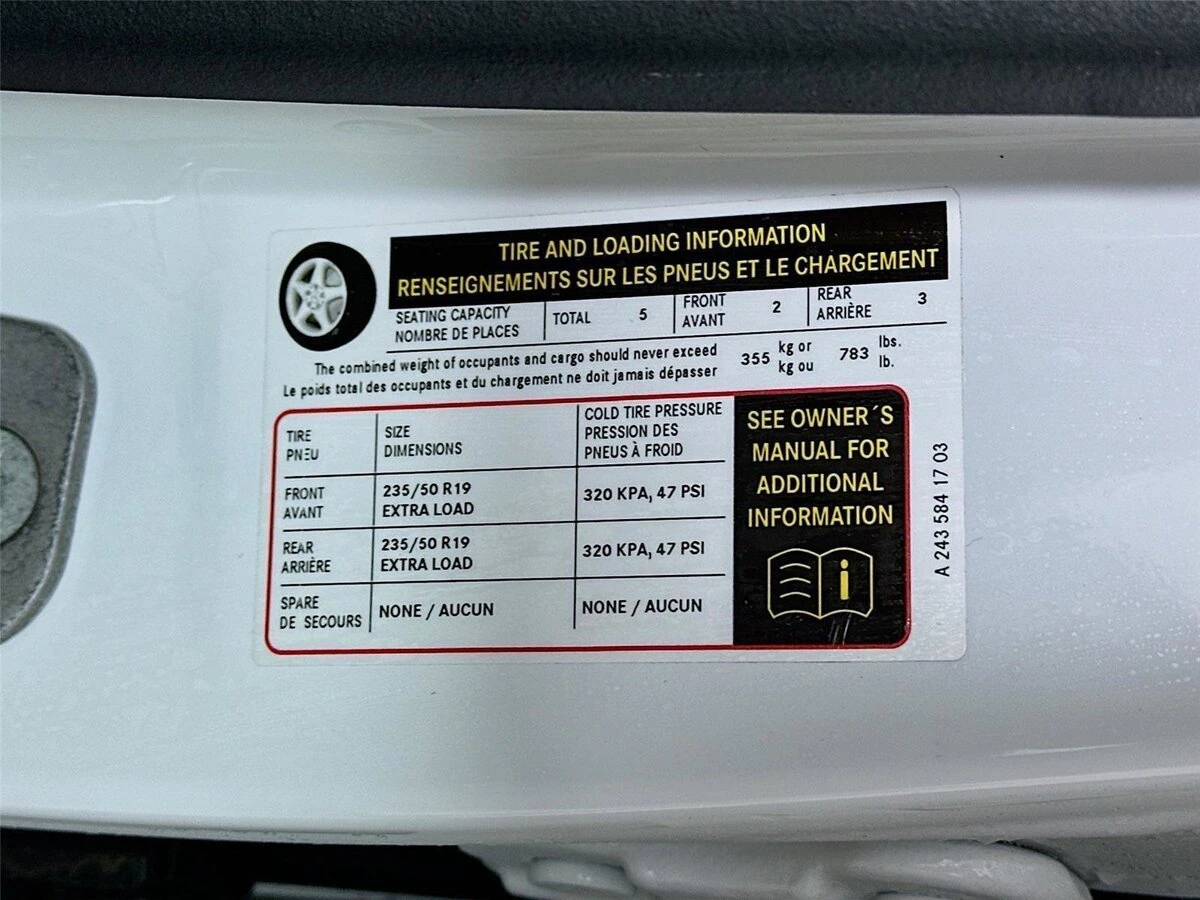 TIRE AND LOADING INFORMATION
RENSEIGNEMENTS SUR LES PNEUS ET LE CHARGEMENT
SEATING CAPACITY
NOMBRE DE PLACES
TOTAL 5
FRONT
AVANT
2
REAR
ARRIÈRE
3
The combined weight of occupants and cargo should never exceed
Le poids total des occupants et du chargement ne doit jamais dépasser
355
kg or
kg ou
783
lbs.
lb.
TIRE
PNEU
SIZE
DIMENSIONS
COLD TIRE PRESSURE
PRESSION DES
PNEUS À FROID
FRONT
AVANT
235/50 R19
EXTRA LOAD
320 KPA, 47 PSI
REAR
ARRIÈRE
235/50 R19
EXTRA LOAD
320 KPA, 47 PSI
SPARE
DE SECOURS
NONE / AUCUN
NONE / AUCUN
SEE OWNER´S
MANUAL FOR
ADDITIONAL
INFORMATION
i
A 243 584 17 03